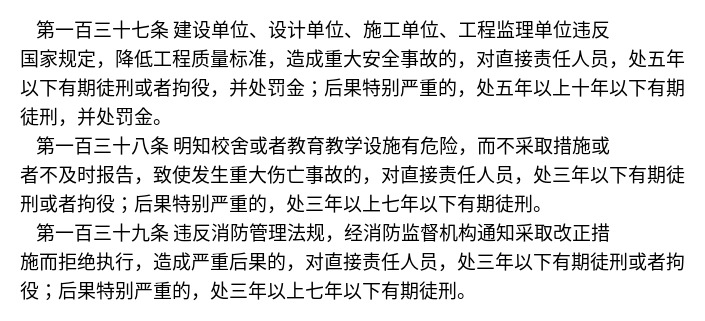 第一百三十七条 建设单位、设计单位、施工单位、工程监理单位违反
国家规定，降低工程质量标准，造成重大安全事故的，对直接责任人员，处五年
以下有期徒刑或者拘役，并处罚金；后果特别严重的，处五年以上十年以下有期
徒刑，并处罚金。
第一百三十八条 明知校舍或者教育教学设施有危险，而不采取措施或
者不及时报告，致使发生重大伤亡事故的，对直接责任人员，处三年以下有期徒
刑或者拘役；后果特别严重的，处三年以上七年以下有期徒刑。
第一百三十九条 违反消防管理法规，经消防监督机构通知采取改正措
施而拒绝执行，造成严重后果的，对直接责任人员，处三年以下有期徒刑或者拘
役；后果特别严重的，处三年以上七年以下有期徒刑。